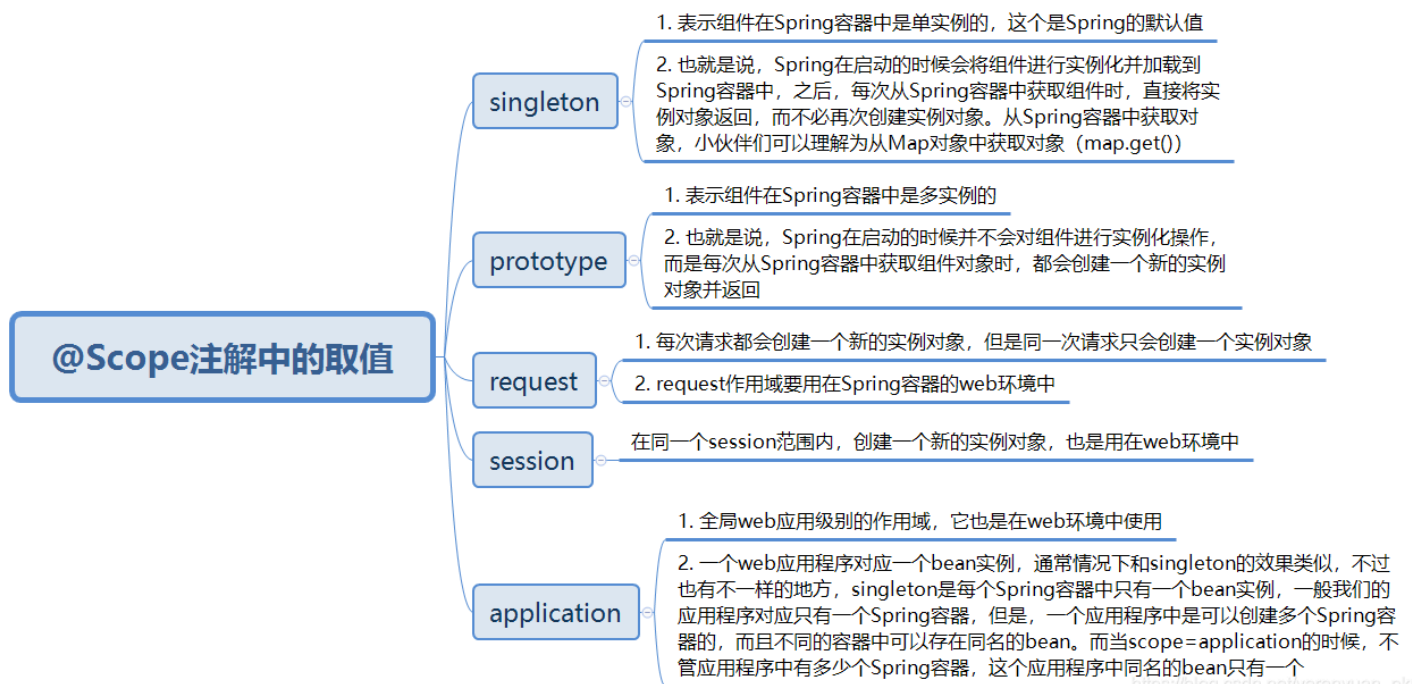 @Scope注解中的取值
singleton
1. 表示组件在Spring容器中是单实例的，这个是Spring的默认值
2. 也就是说，Spring在启动的时候会将组件进行实例化并加载到
Spring容器中，之后，每次从Spring容器中获取组件时，直接将实
例对象返回，而不必再次创建实例对象。从Spring容器中获取对
象，小伙伴们可以理解为从Map对象中获取对象（map.get()）
prototype
1. 表示组件在Spring容器中是多实例的
2. 也就是说，Spring在启动的时候并不会对组件进行实例化操作，
而是每次从Spring容器中获取组件对象时，都会创建一个新的实例
对象并返回
request
1. 每次请求都会创建一个新的实例对象，但是同一次请求只会创建一个实例对象
2. request作用域要用在Spring容器的web环境中
session
在同一个session范围内，创建一个新的实例对象，也是用在web环境中
application
1. 全局web应用级别的作用域，它也是在web环境中使用
2. 一个web应用程序对应一个bean实例，通常情况下和singleton的效果类似，不过
也有不一样的地方，singleton是每个Spring容器中只有一个bean实例，一般我们的
应用程序对应只有一个Spring容器，但是，一个应用程序中是可以创建多个Spring容
器的，而且不同的容器中可以存在同名的bean。而当scope=application的时候，不
管应用程序中有多少个Spring容器，这个应用程序中同名的bean只有一个